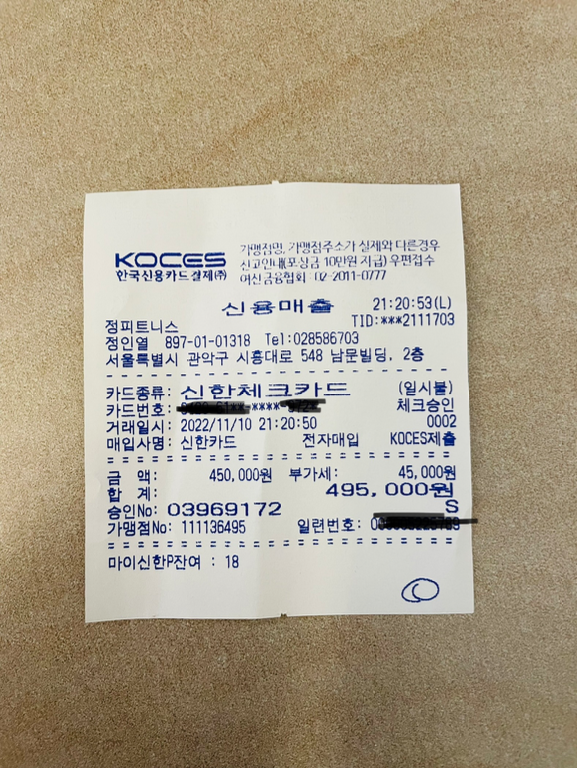 KOCES
한국신용카드결제㈜
가맹점명, 가맹점주소가 실제와 다른경우
신고안내(포상금 10만원 지급) 우편접수
여신금융협회 : 02-2011-0777
신용매출 21:20:53(L)
정피트니스 TID:***2111703
정인열 897-01-01318 Tel:028586703
서울특별시 관악구 시흥대로 548 남문빌딩, 2층
카드종류: 신한체크카드 (일시불)
카드번호: **** 체크승인
거래일시: 2022/11/10 21:20:50 0002
매입사명: 신한카드 전자매입 KOCES제출
금 액: 450,000원 부가세: 45,000원
합 계: 495,000원
승인No: 03969172 S
가맹점No: 111136495 일련번호:
마이신한P잔여 : 18